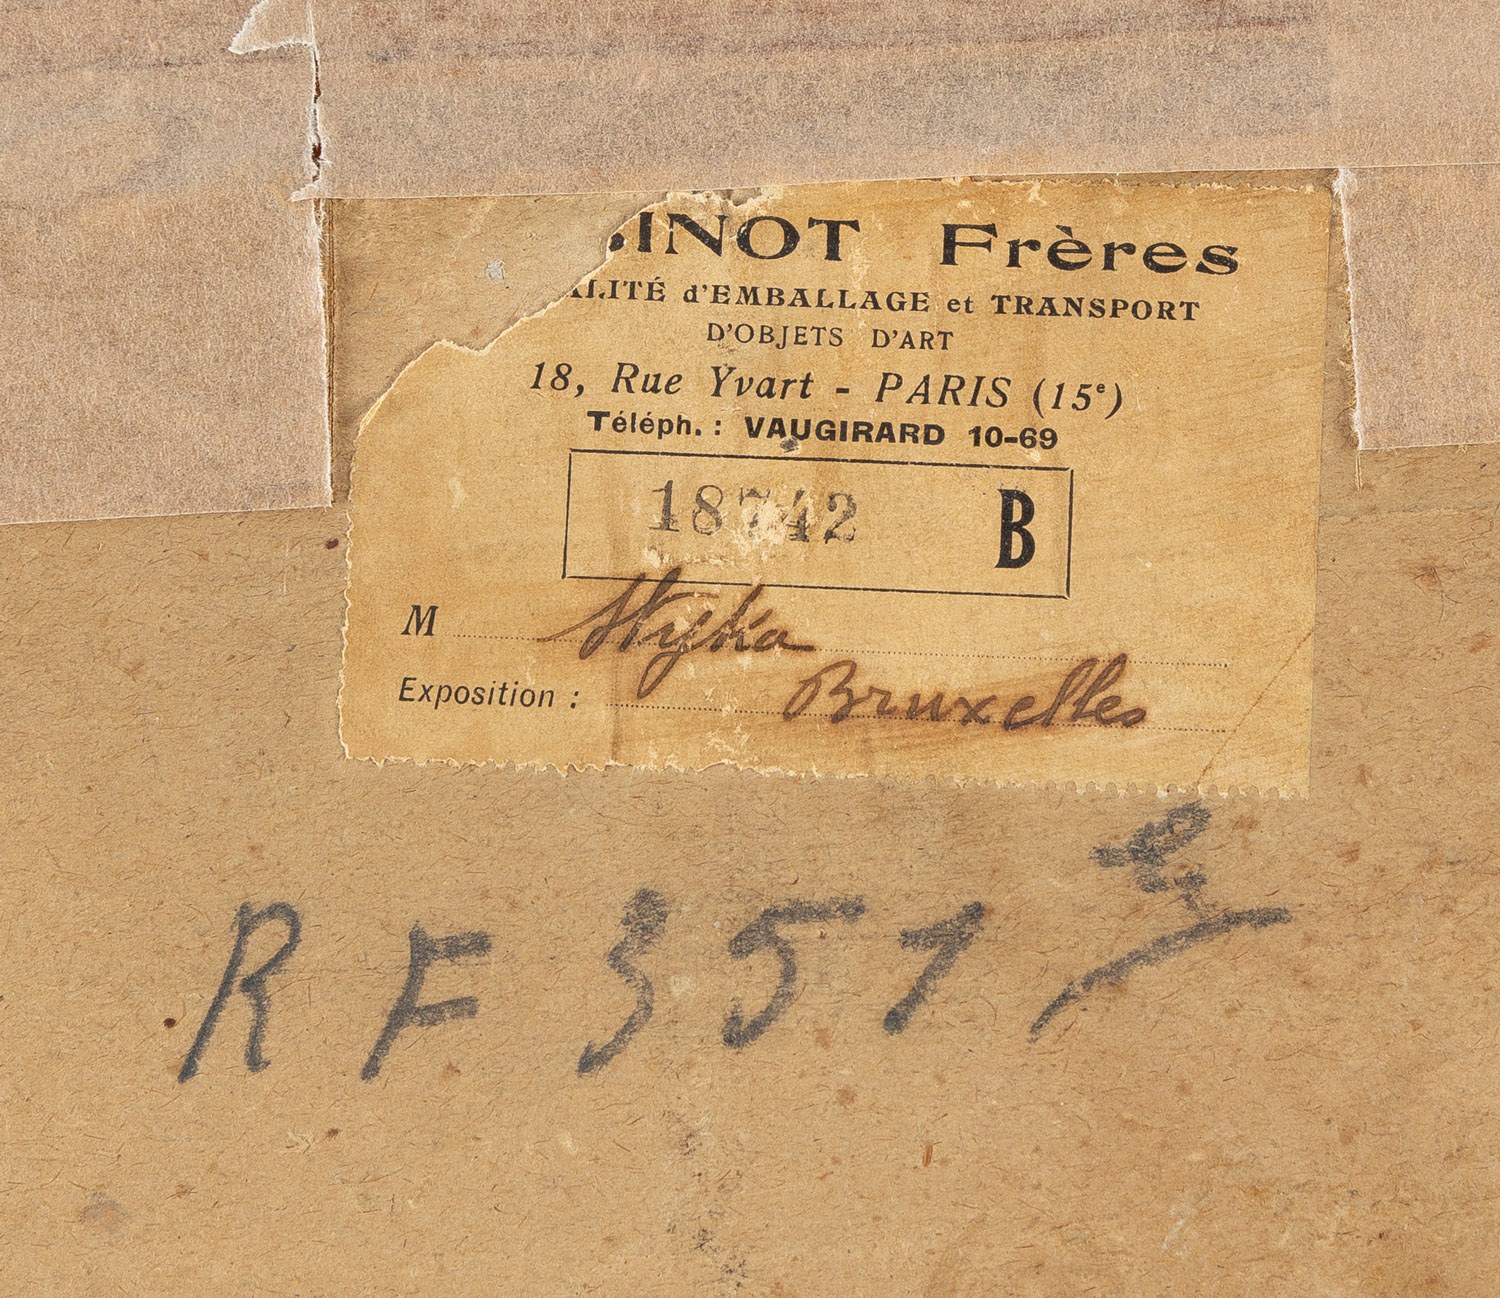 INOT Frères
ALITÉ d'EMBALLAGE et TRANSPORT
D'OBJETS D'ART
18, Rue Yvart - PARIS (15e)
Téléph. : VAUGIRARD 10-69
18742 B
M Styka
Exposition : Bruxelles
RF 351